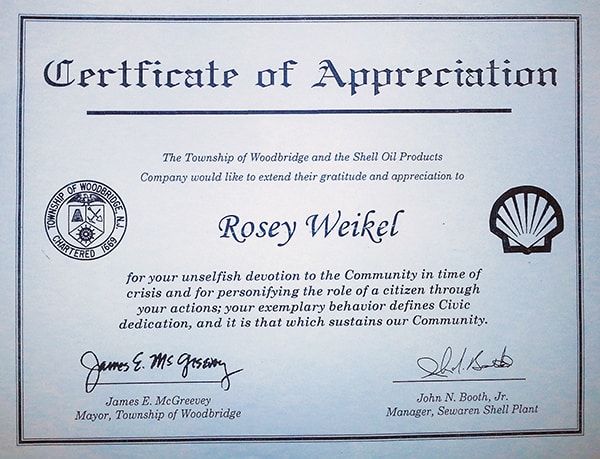 Certficate of Appreciation
The Township of Woodbridge and the Shell Oil Products
Company would like to extend their gratitude and appreciation to
TOWNSHIP OF WOODBRIDGE, N.J.
CHARTERED 1669
Rosey Weikel
for your unselfish devotion to the Community in time of
crisis and for personifying the role of a citizen through
your actions; your exemplary behavior defines Civic
dedication, and it is that which sustains our Community.
James E. McGreevey
James E. McGreevey
Mayor, Township of Woodbridge
John N. Booth, Jr.
Manager, Sewaren Shell Plant